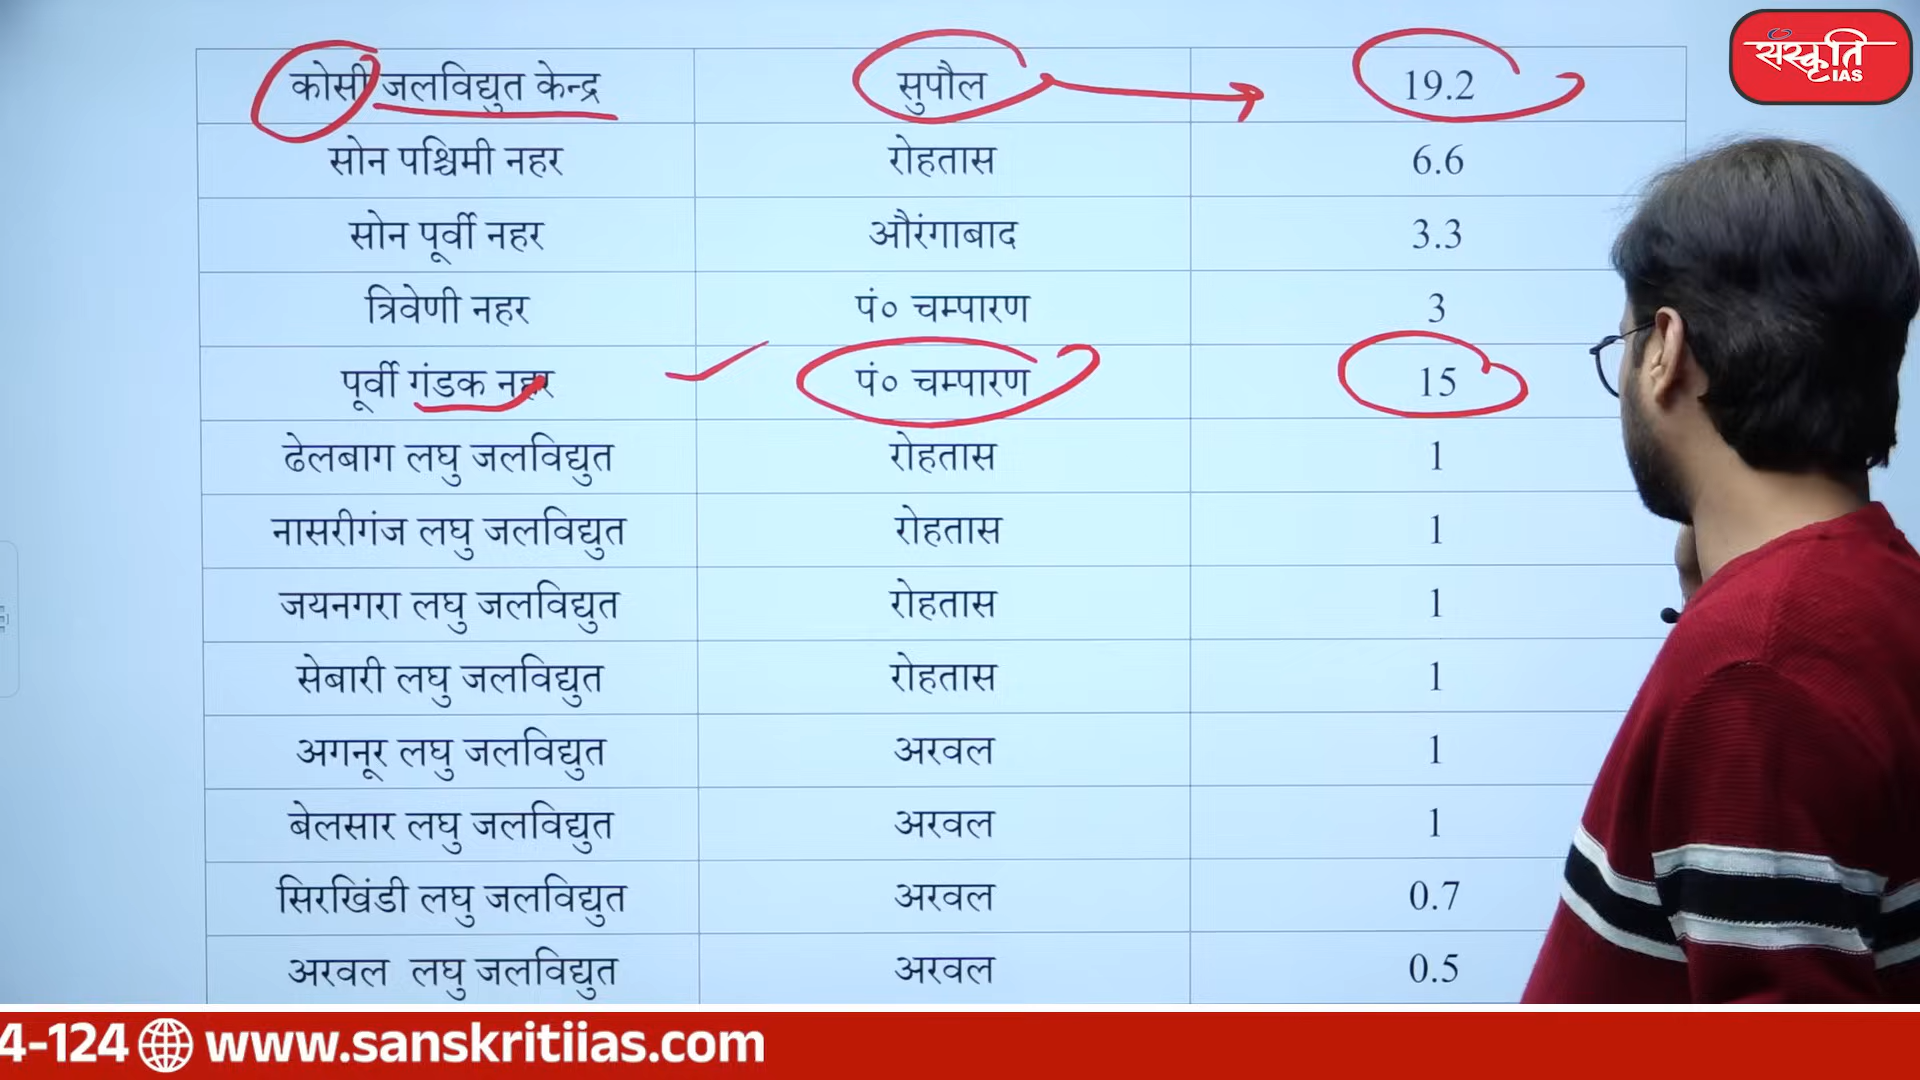 कोसी जलविद्युत केन्द्र सुपौल 19.2
सोन पश्चिमी नहर रोहतास 6.6
सोन पूर्वी नहर औरंगाबाद 3.3
त्रिवेणी नहर पं० चम्पारण 3
पूर्वी गंडक नहर पं० चम्पारण 15
ढेलबाग लघु जलविद्युत रोहतास 1
नासरीगंज लघु जलविद्युत रोहतास 1
जयनगरा लघु जलविद्युत रोहतास 1
सेबारी लघु जलविद्युत रोहतास 1
अगनूर लघु जलविद्युत अरवल 1
बेलसार लघु जलविद्युत अरवल 1
सिरखिंडी लघु जलविद्युत अरवल 0.7
अरवल लघु जलविद्युत अरवल 0.5
संस्कृति
IAS
4-124 www.sanskritiias.com